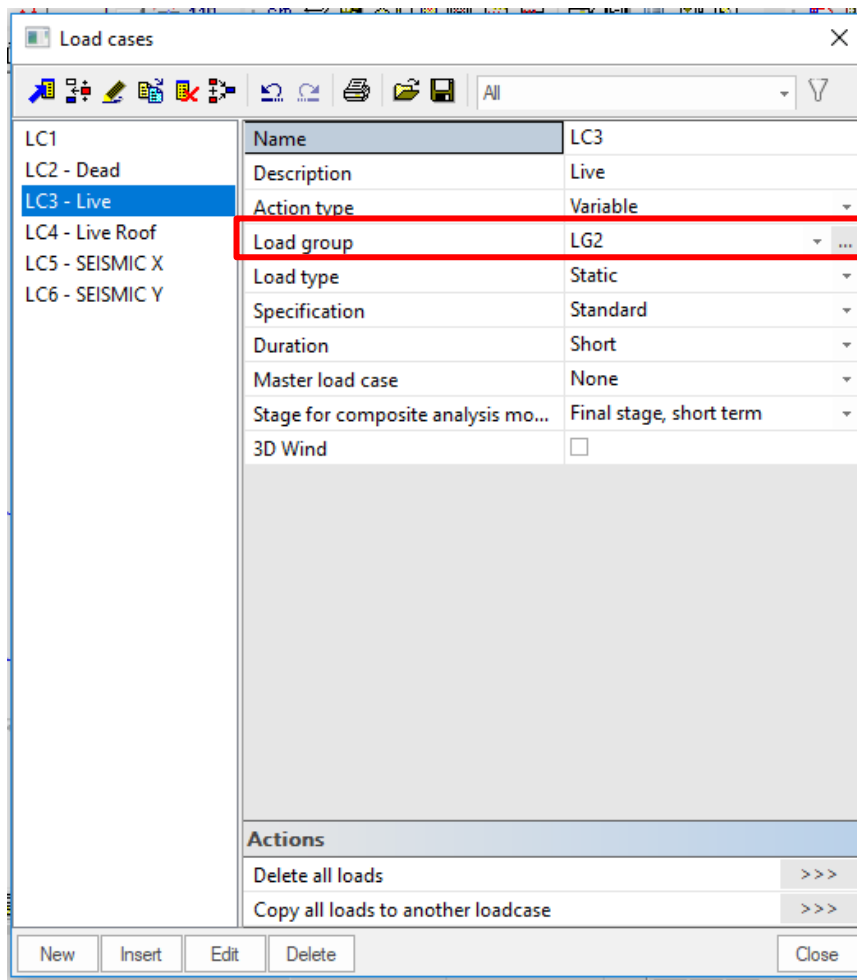 Load cases
All
LC1
LC2 - Dead
LC3 - Live
LC4 - Live Roof
LC5 - SEISMIC X
LC6 - SEISMIC Y
Name LC3
Description Live
Action type Variable
Load group LG2 ...
Load type Static
Specification Standard
Duration Short
Master load case None
Stage for composite analysis mo... Final stage, short term
3D Wind
Actions
Delete all loads >>>
Copy all loads to another loadcase >>>
New Insert Edit Delete Close